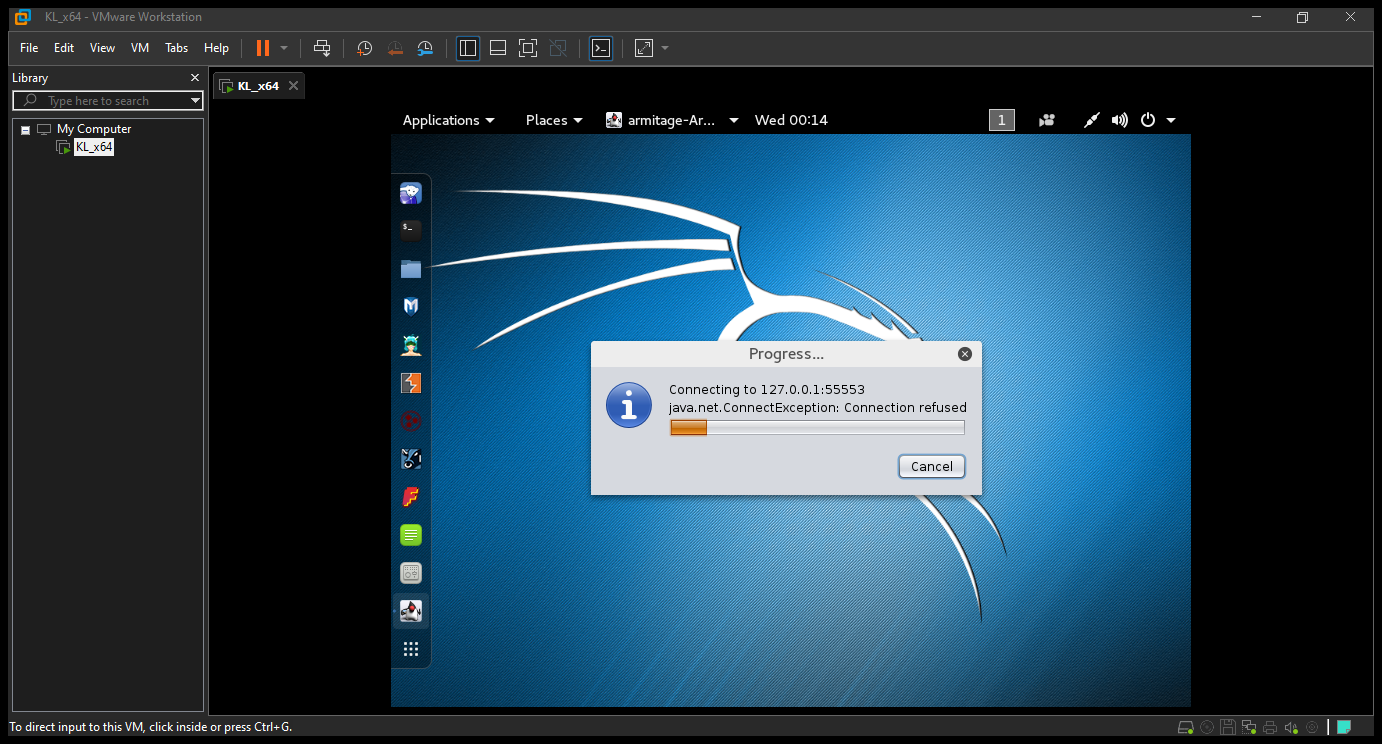 KL_x64 - VMware Workstation
File Edit View VM Tabs Help
Library
Type here to search
My Computer
KL_x64
KL_x64
Applications Places armitage-Ar... Wed 00:14 1
$_
Progress...
Connecting to 127.0.0.1:55553
java.net.ConnectException: Connection refused
Cancel
To direct input to this VM, click inside or press Ctrl+G.